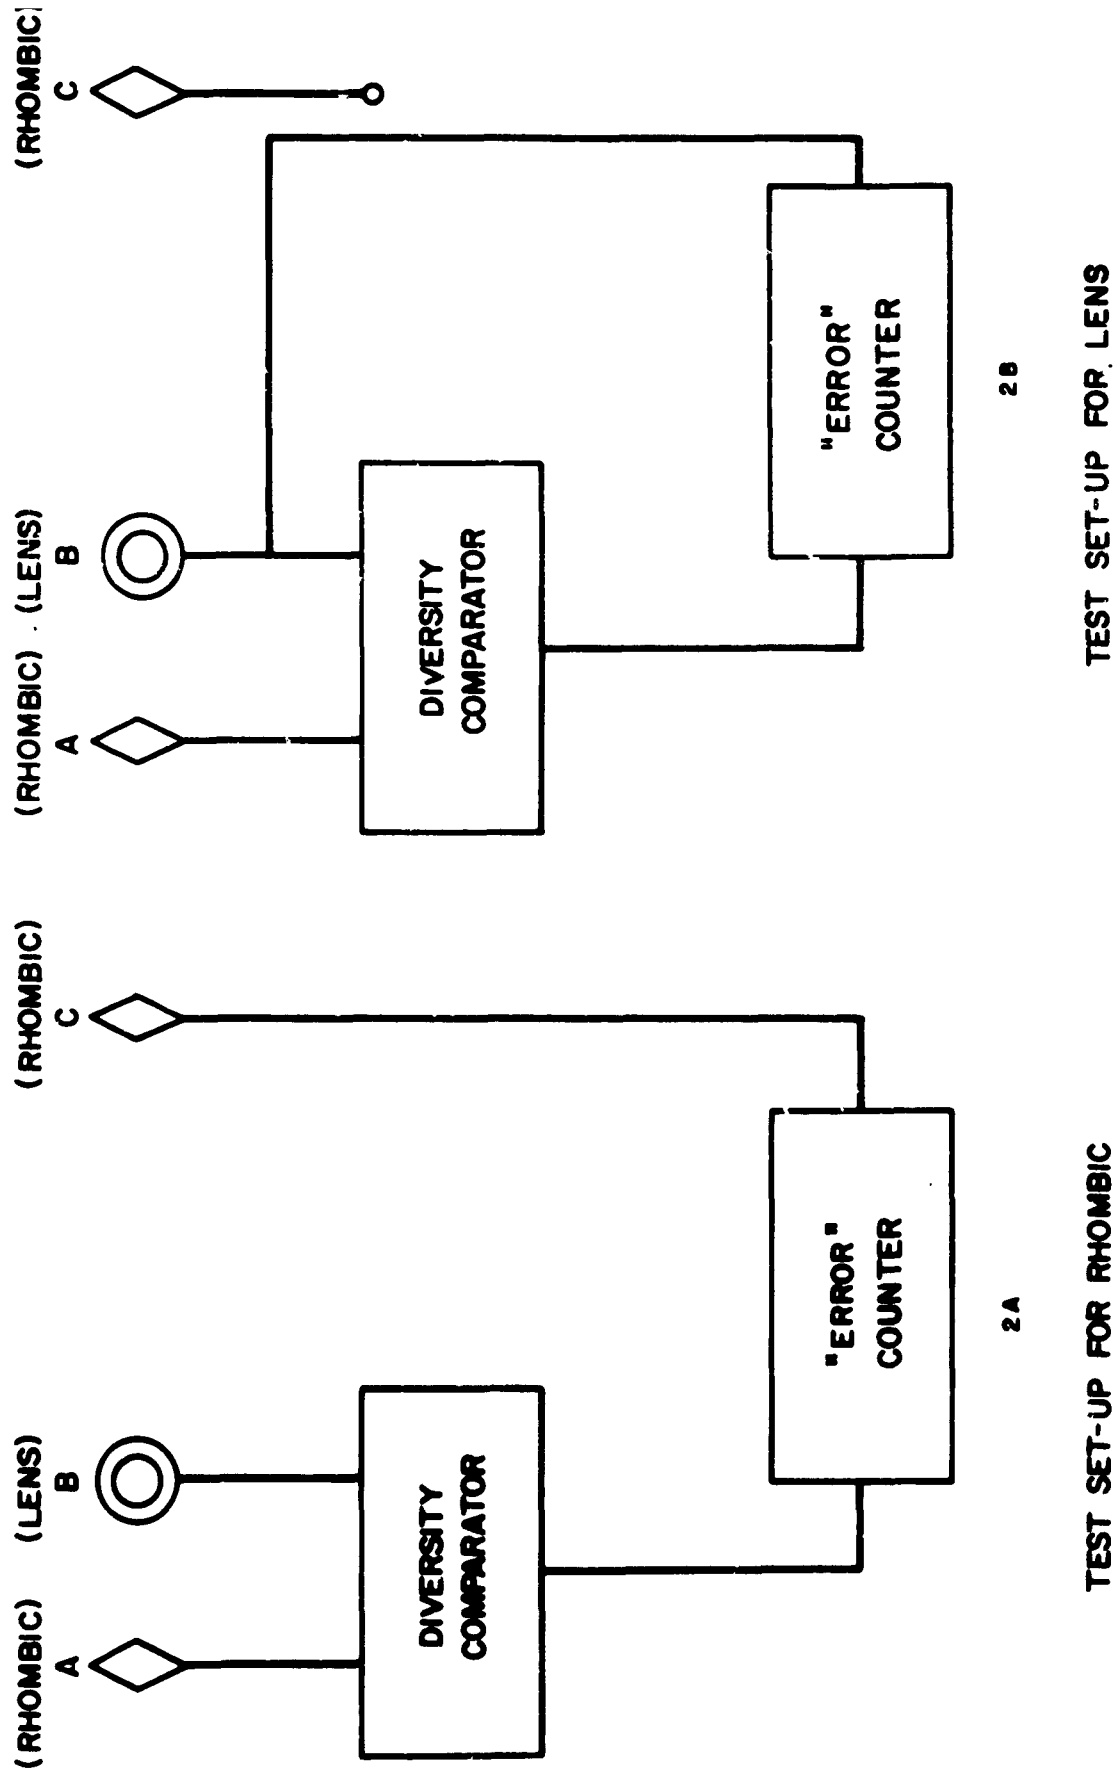 (RHOMBIC) (LENS) (RHOMBIC)
A B C
DIVERSITY
COMPARATOR
"ERROR"
COUNTER
2A
TEST SET-UP FOR RHOMBIC
(RHOMBIC) (LENS) (RHOMBIC)
A B C
DIVERSITY
COMPARATOR
"ERROR"
COUNTER
2B
TEST SET-UP FOR LENS